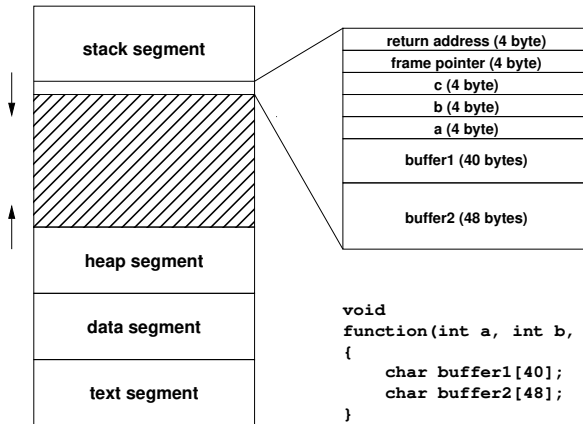 stack segment
heap segment
data segment
text segment
return address (4 byte)
frame pointer (4 byte)
c (4 byte)
b (4 byte)
a (4 byte)
buffer1 (40 bytes)
buffer2 (48 bytes)
void
function(int a, int b,
{
    char buffer1[40];
    char buffer2[48];
}